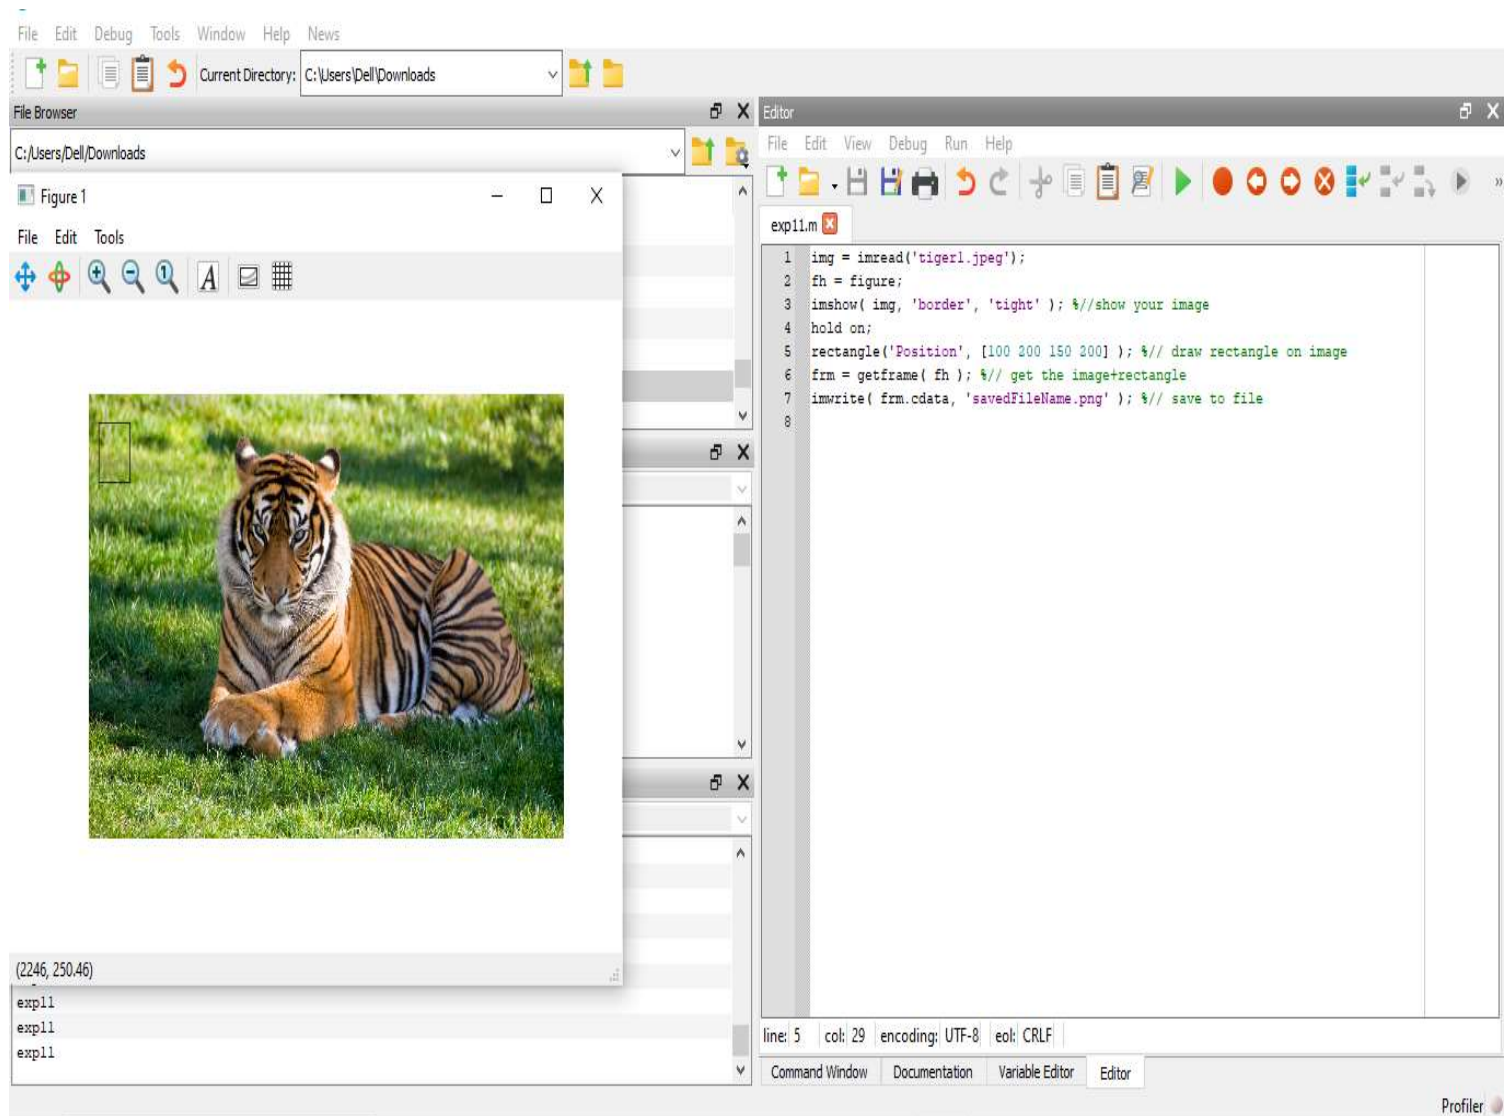 File Edit Debug Tools Window Help News
Current Directory: C:\Users\Dell\Downloads
File Browser
C:/Users/Dell/Downloads
Figure 1
File Edit Tools
A
(2246, 250.46)
exp11
exp11
exp11
Editor
File Edit View Debug Run Help
exp11.m
1 img = imread('tiger1.jpeg');
2 fh = figure;
3 imshow( img, 'border', 'tight' ); %//show your image
4 hold on;
5 rectangle('Position', [100 200 150 200] ); %// draw rectangle on image
6 frm = getframe( fh ); %// get the image+rectangle
7 imwrite( frm.cdata, 'savedFileName.png' ); %// save to file
8
line: 5 col: 29 encoding: UTF-8 eol: CRLF
Command Window Documentation Variable Editor Editor
Profiler